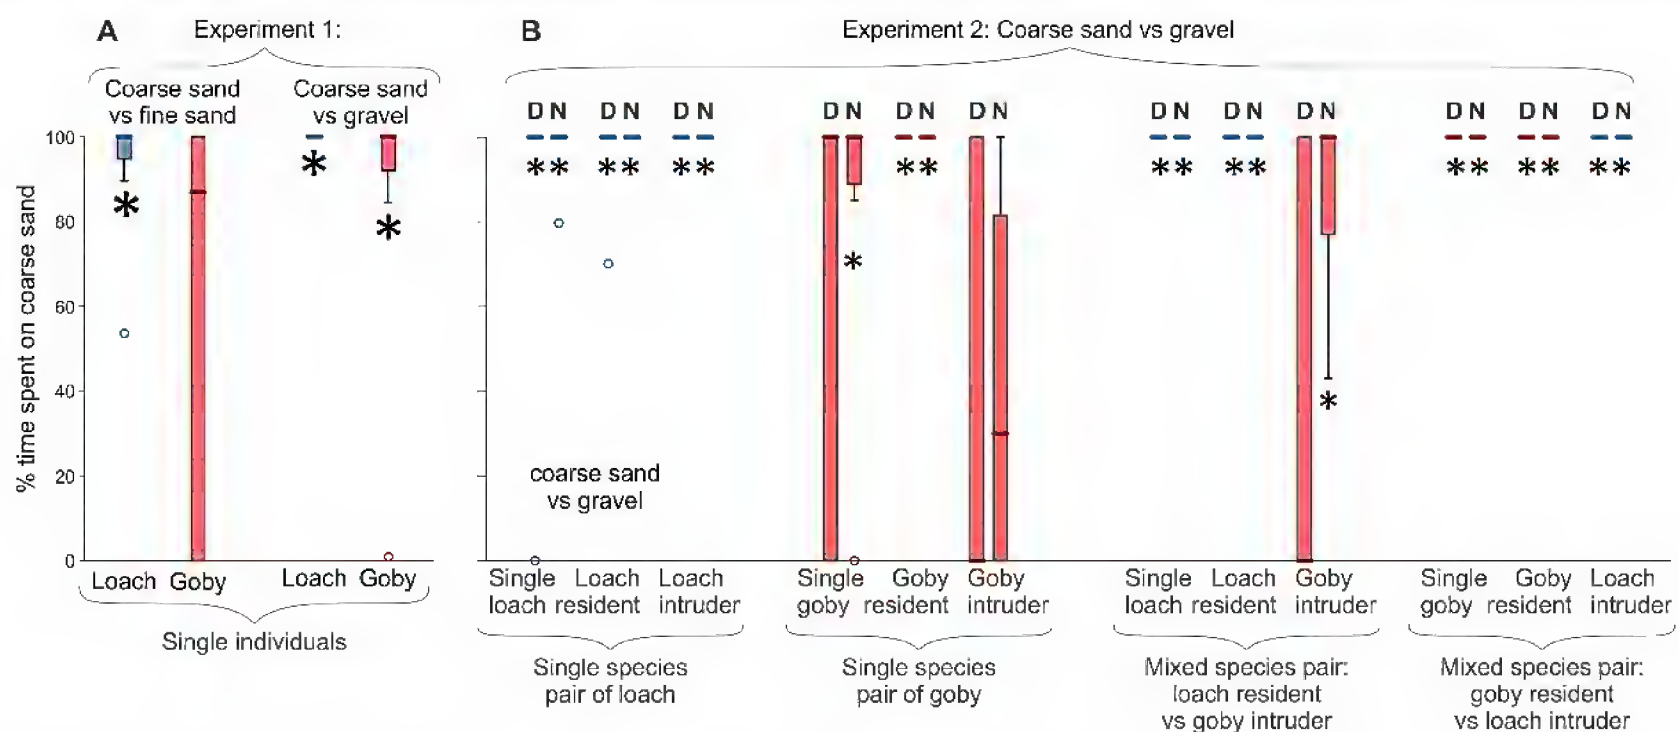 A Experiment 1:
B Experiment 2: Coarse sand vs gravel
Coarse sand
vs fine sand
Coarse sand
vs gravel
D N D N D N D N D N D N D N D N D N D N D N D N
* * *
* * * * * * * * * * * * * * * * * * * *
% time spent on coarse sand
100
80
60
40
20
0
coarse sand
vs gravel
Loach Goby Loach Goby
Single individuals
Single Loach Loach
loach resident intruder
Single species
pair of loach
Single Goby Goby
goby resident intruder
Single species
pair of goby
Single Loach Goby
loach resident intruder
Mixed species pair:
loach resident
vs goby intruder
Single Goby Loach
goby resident intruder
Mixed species pair:
goby resident
vs loach intruder